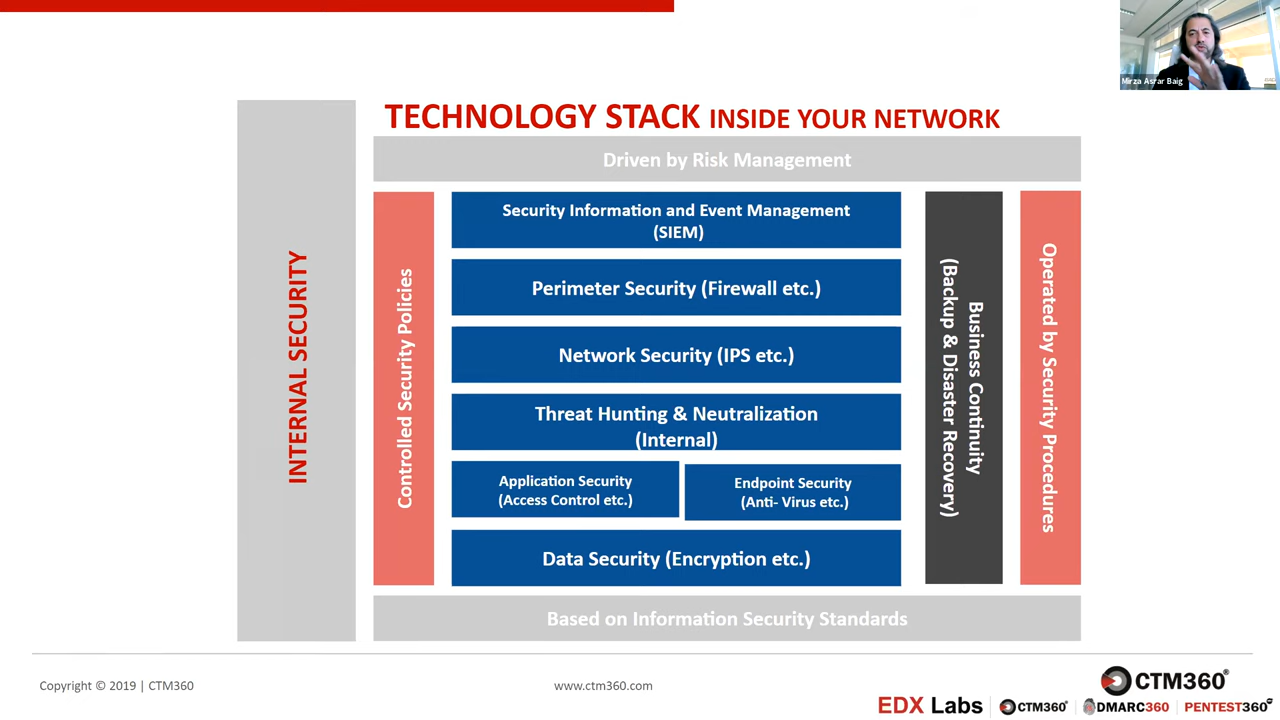 Mirza Asrar Baig
TECHNOLOGY STACK INSIDE YOUR NETWORK
INTERNAL SECURITY
Driven by Risk Management
Controlled Security Policies
Security Information and Event Management
(SIEM)
Perimeter Security (Firewall etc.)
Network Security (IPS etc.)
Threat Hunting & Neutralization
(Internal)
Application Security
(Access Control etc.)
Endpoint Security
(Anti- Virus etc.)
Data Security (Encryption etc.)
Business Continuity
(Backup & Disaster Recovery)
Operated by Security Procedures
Based on Information Security Standards
Copyright © 2019 | CTM360
www.ctm360.com
CTM360®
EDX Labs
CTM360®
DMARC360
PENTEST360